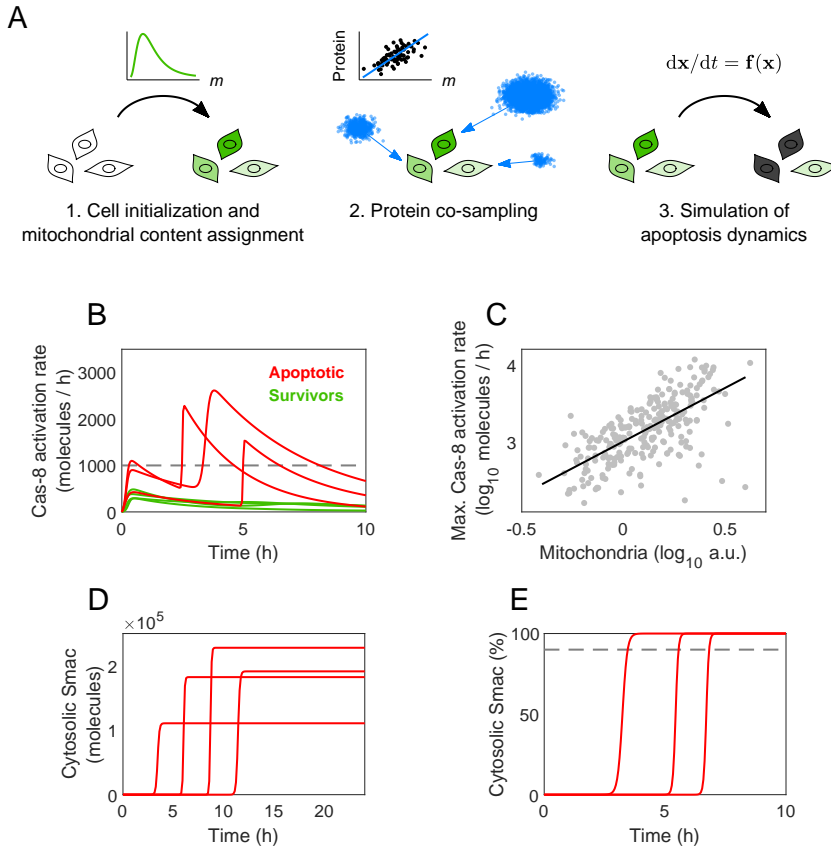 A
m
Protein
m
dx/dt = f(x)
1. Cell initialization and
mitochondrial content assignment
2. Protein co-sampling
3. Simulation of
apoptosis dynamics
B
Cas-8 activation rate
(molecules / h)
3000
2000
1000
0
Apoptotic
Survivors
0
5
10
Time (h)
C
Max. Cas-8 activation rate
(log10 molecules / h)
4
3
-0.5
0
0.5
Mitochondria (log10 a.u.)
D
×10^5
Cytosolic Smac
(molecules)
2
1
0
0
5
10
15
20
Time (h)
E
Cytosolic Smac (%)
100
50
0
0
5
10
Time (h)